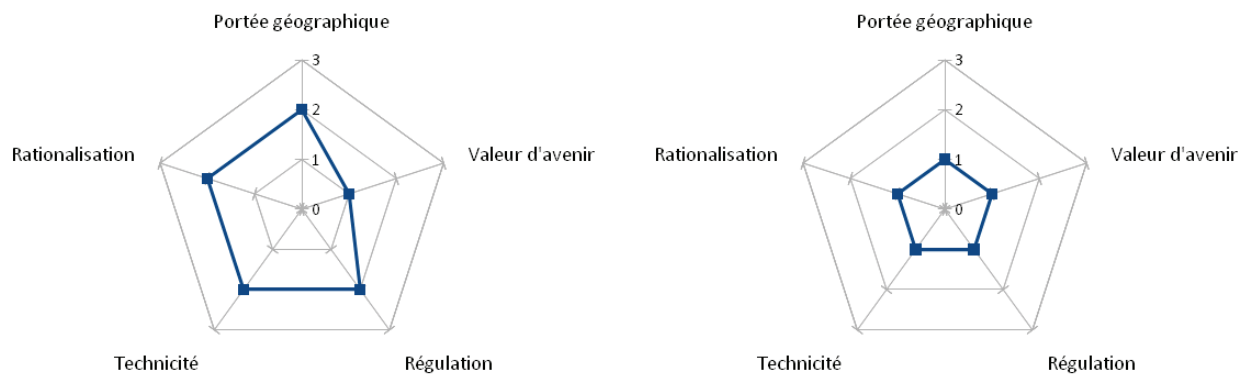 Portée géographique
3
2
1
0
Rationalisation
Valeur d'avenir
Technicité
Régulation
Portée géographique
3
2
1
0
Rationalisation
Valeur d'avenir
Technicité
Régulation